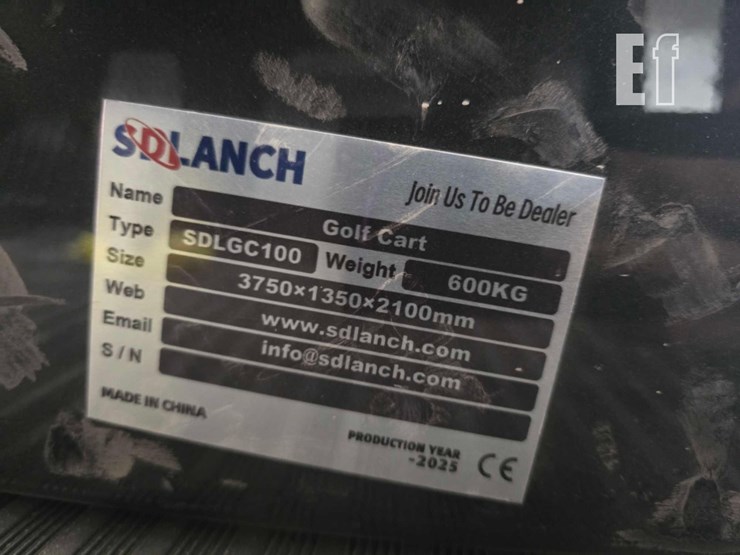 Ef
SDLANCH
Join Us To Be Dealer
Name Golf Cart
Type SDLGC100 Weight 600KG
Size 3750×1350×2100mm
Web www.sdlanch.com
Email info@sdlanch.com
S/N
MADE IN CHINA
PRODUCTION YEAR
-2025 CE